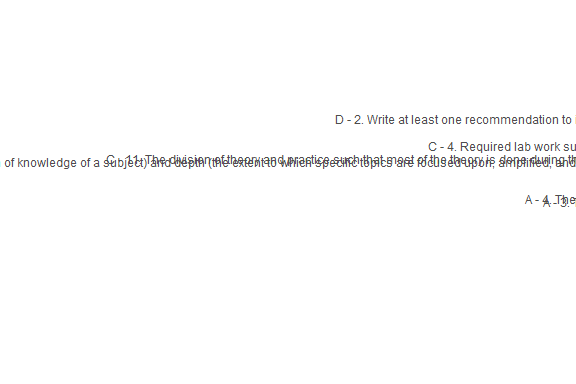 D - 2. Write at least one recommendation to
C - 4. Required lab work su
C - 11. The division of theory and practice such that most of the theory is done during th
of knowledge of a subject) and depth (the extent to which specific topics are focused upon, amplified, and
A - 4. The
A - 3.